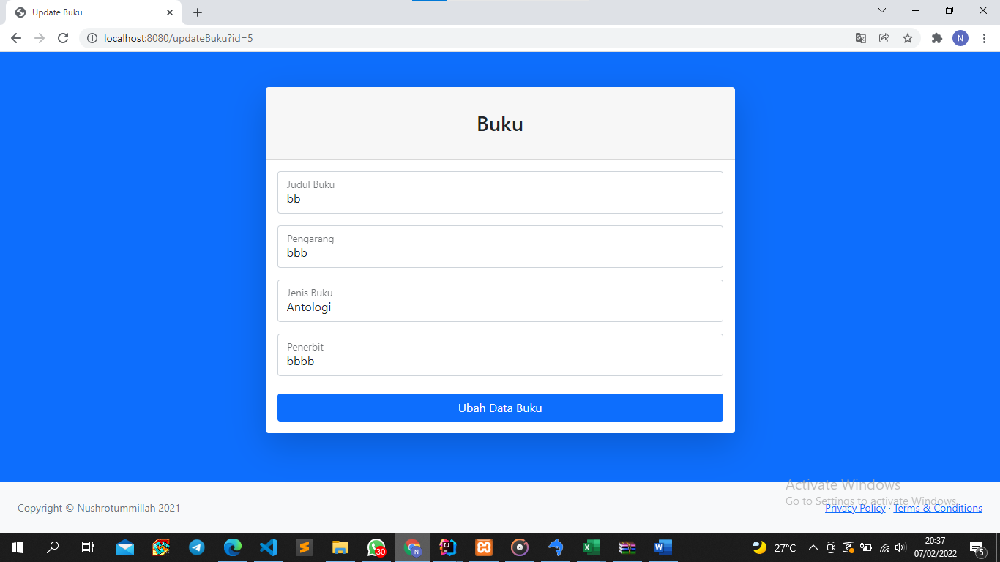 Update Buku
localhost:8080/updateBuku?id=5
N
Buku
Judul Buku
bb
Pengarang
bbb
Jenis Buku
Antologi
Penerbit
bbbb
Ubah Data Buku
Activate Windows
Go to Settings to activate Windows.
Copyright © Nushrotummillah 2021
Privacy Policy · Terms & Conditions
30
N
27°C
20:37
07/02/2022
5